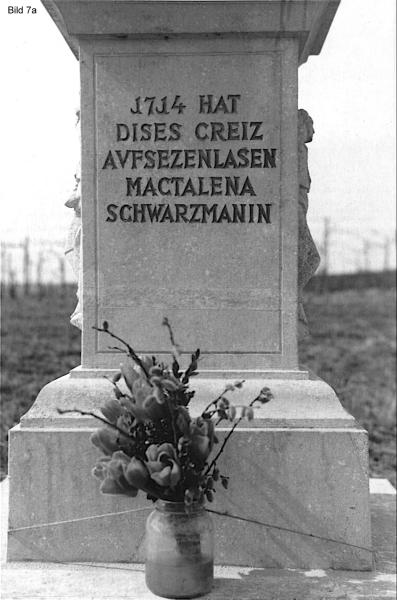 Bild 7a
1714 HAT
DISES CREIZ
AVFSEZENLASEN
MACTALENA
SCHWARZMANIN